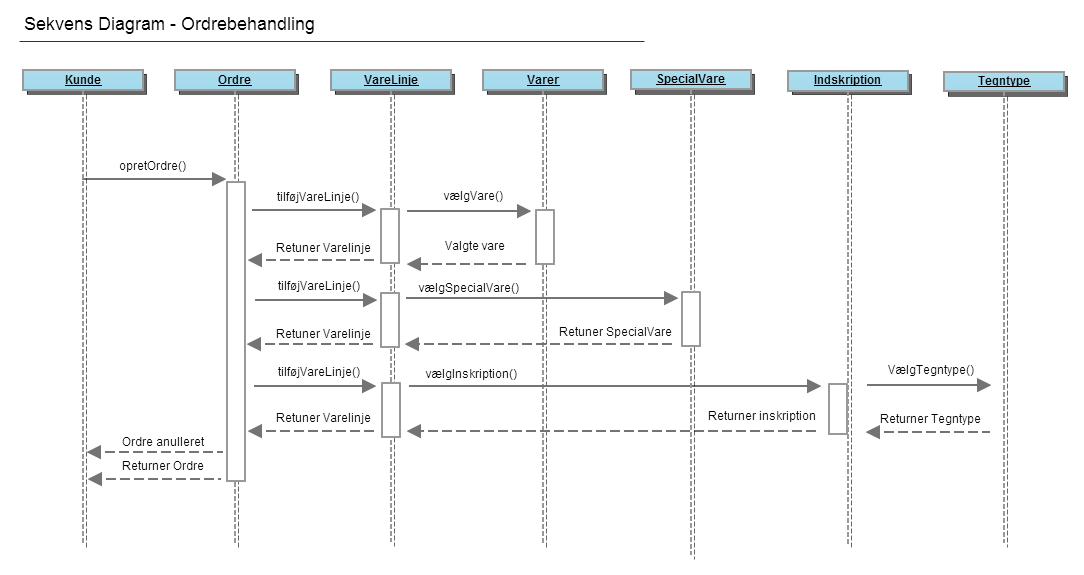 Sekvens Diagram - Ordrebehandling
Kunde
Ordre
VareLinje
Varer
SpecialVare
Indskription
Tegntype
opretOrdre()
tilføjVareLinje()
vælgVare()
Retuner Varelinje
Valgte vare
tilføjVareLinje()
vælgSpecialVare()
Retuner Varelinje
Retuner SpecialVare
tilføjVareLinje()
vælgInskription()
VælgTegntype()
Retuner Varelinje
Returner inskription
Returner Tegntype
Ordre anulleret
Returner Ordre